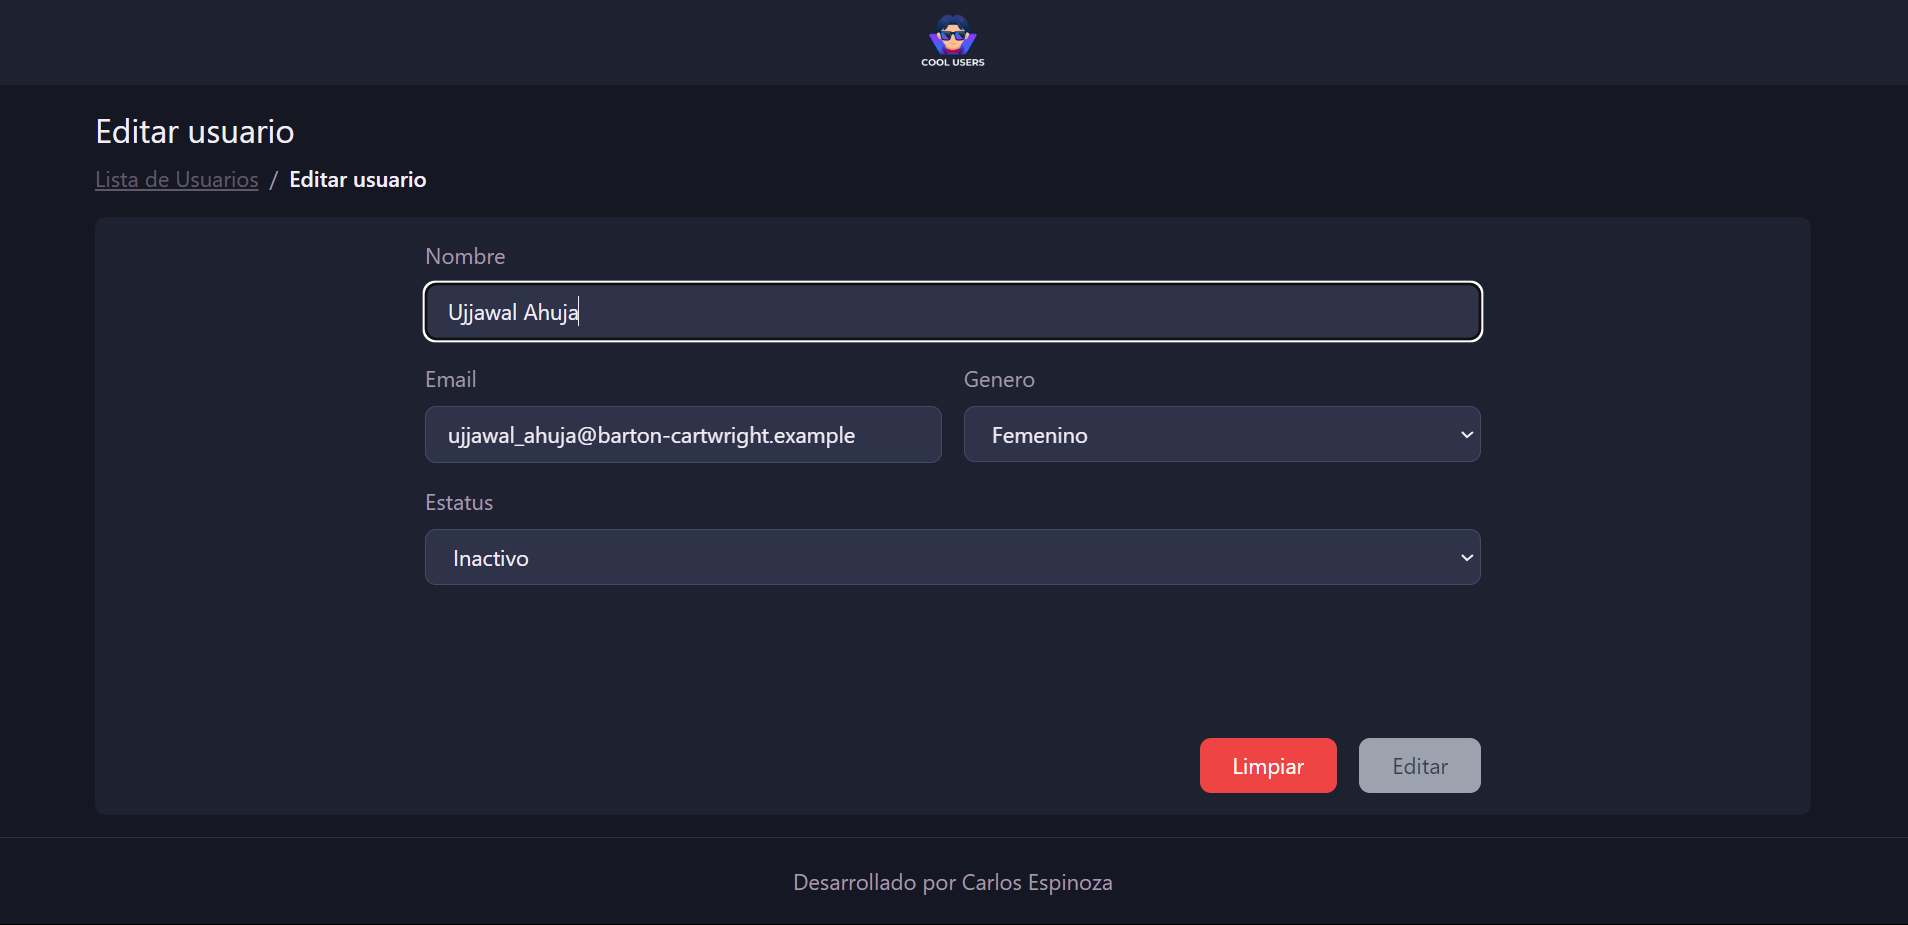 COOL USERS
Editar usuario
Lista de Usuarios / Editar usuario
Nombre
Ujjawal Ahuja
Email
Genero
ujjawal_ahuja@barton-cartwright.example
Femenino
Estatus
Inactivo
Limpiar
Editar
Desarrollado por Carlos Espinoza